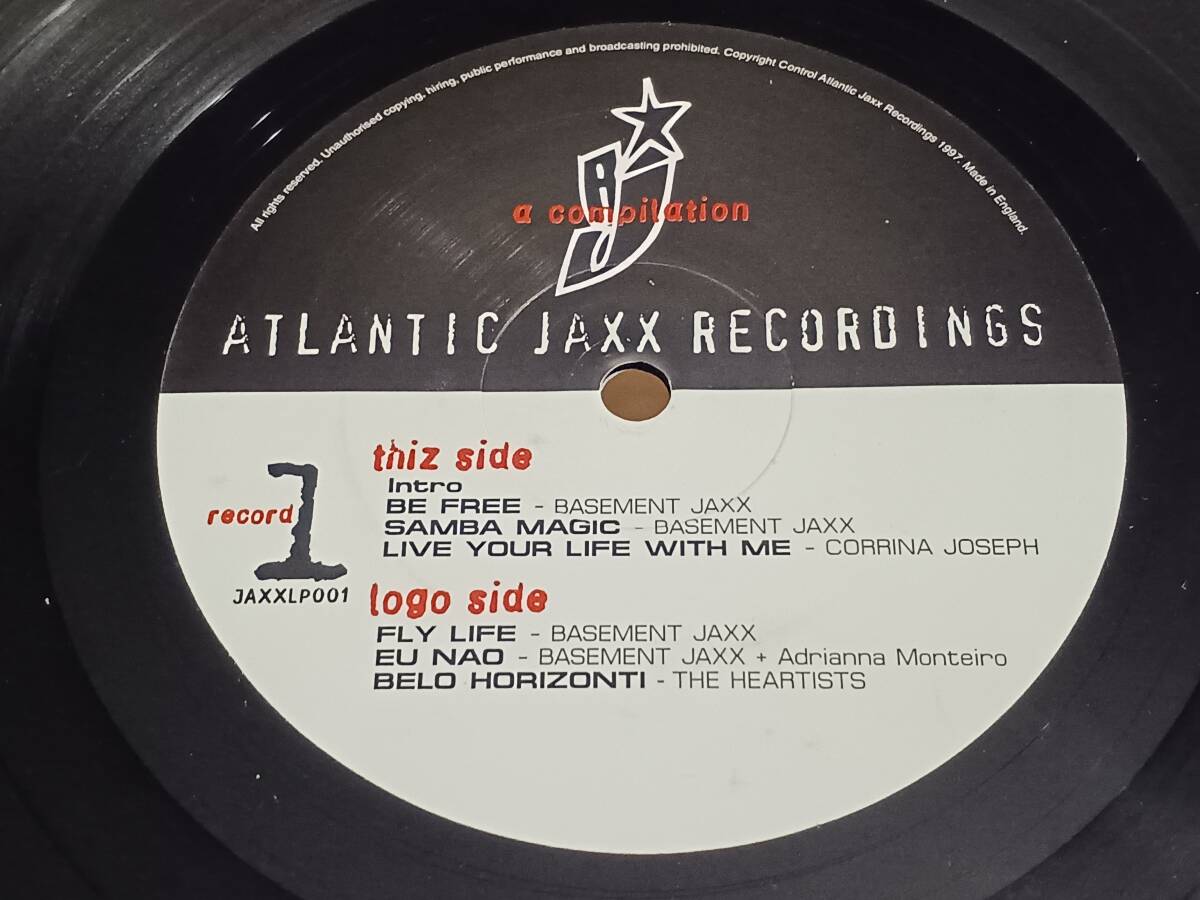 All rights reserved. Unauthorised copying, hiring, public performance and broadcasting prohibited. Copyright Control Atlantic Jaxx Recordings 1997. Made in England.
AJ
a compilation
ATLANTIC JAXX RECORDINGS
thiz side
Intro
BE FREE - BASEMENT JAXX
SAMBA MAGIC - BASEMENT JAXX
LIVE YOUR LIFE WITH ME - CORRINA JOSEPH
record 1
JAXXLP001
logo side
FLY LIFE - BASEMENT JAXX
EU NAO - BASEMENT JAXX + Adrianna Monteiro
BELO HORIZONTI - THE HEARTISTS